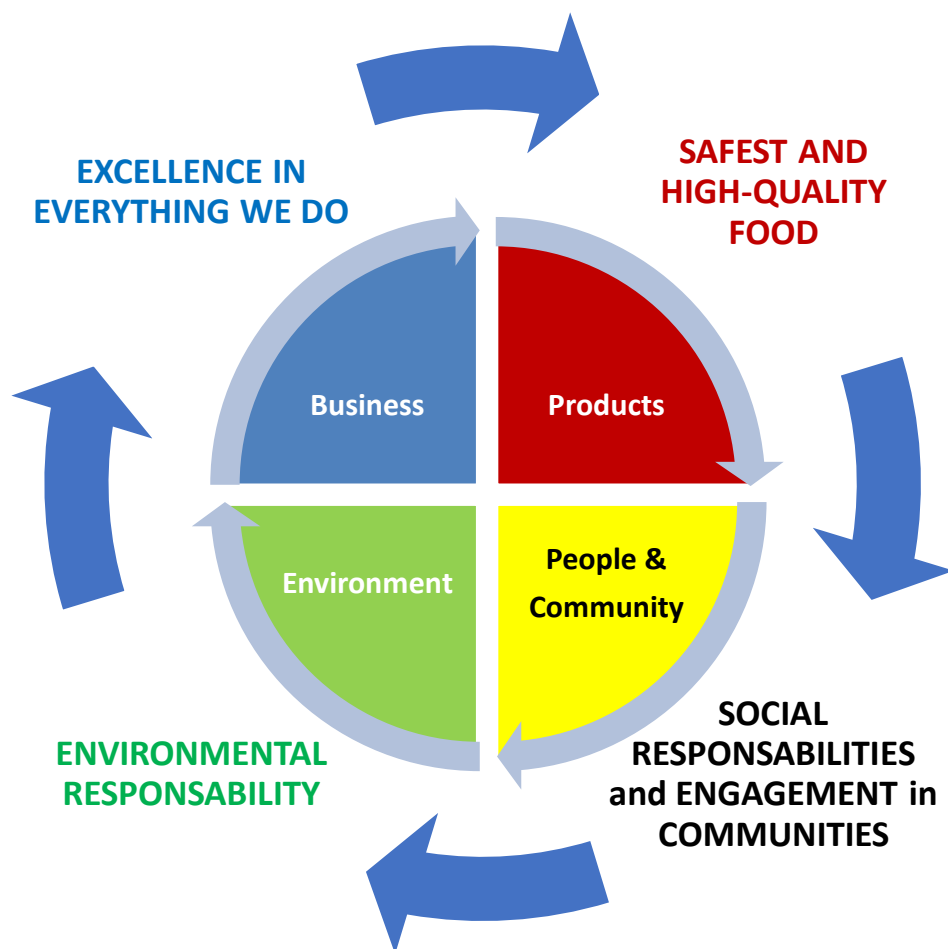 EXCELLENCE IN
EVERYTHING WE DO
SAFEST AND
HIGH-QUALITY
FOOD
Business
Products
Environment
People &
Community
ENVIRONMENTAL
RESPONSABILITY
SOCIAL
RESPONSABILITIES
and ENGAGEMENT in
COMMUNITIES